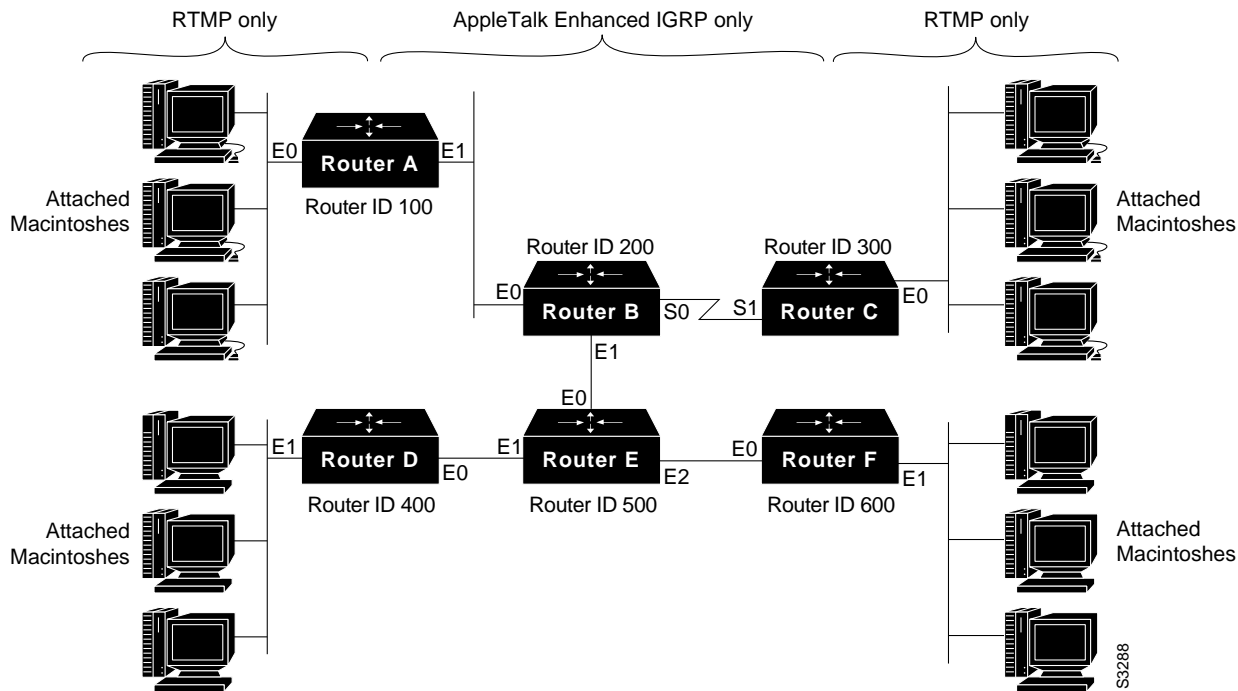 RTMP only
AppleTalk Enhanced IGRP only
RTMP only
E0
Router A
E1
Router ID 100
Attached
Macintoshes
Attached
Macintoshes
Router ID 200
Router ID 300
E0
Router B
S0
S1
Router C
E0
E1
E0
E1
Router D
E0
E1
Router E
E2
E0
Router F
E1
Router ID 400
Router ID 500
Router ID 600
Attached
Macintoshes
Attached
Macintoshes
S3288